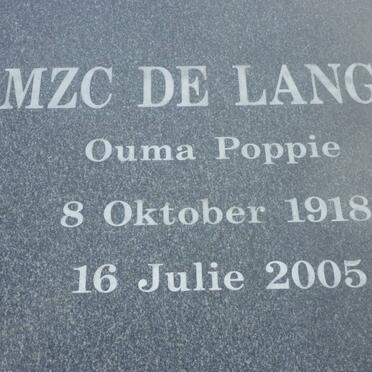 MZC DE LANG
Ouma Poppie
8 Oktober 1918
16 Julie 2005